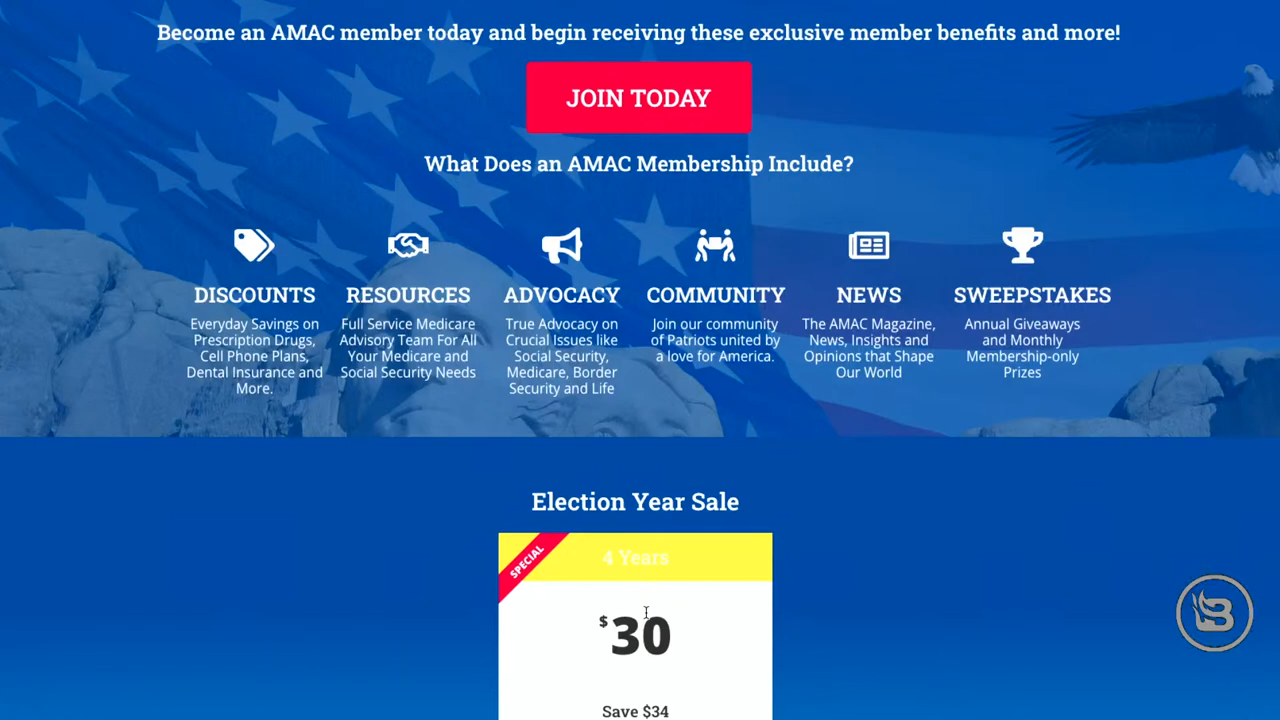 Become an AMAC member today and begin receiving these exclusive member benefits and more!
JOIN TODAY
What Does an AMAC Membership Include?
DISCOUNTS
Everyday Savings on
Prescription Drugs,
Cell Phone Plans,
Dental Insurance and
More.
RESOURCES
Full Service Medicare
Advisory Team For All
Your Medicare and
Social Security Needs
ADVOCACY
True Advocacy on
Crucial Issues like
Social Security,
Medicare, Border
Security and Life
COMMUNITY
Join our community
of Patriots united by
a love for America.
NEWS
The AMAC Magazine,
News, Insights and
Opinions that Shape
Our World
SWEEPSTAKES
Annual Giveaways
and Monthly
Membership-only
Prizes
Election Year Sale
SPECIAL
4 Years
$30
Save $34
B